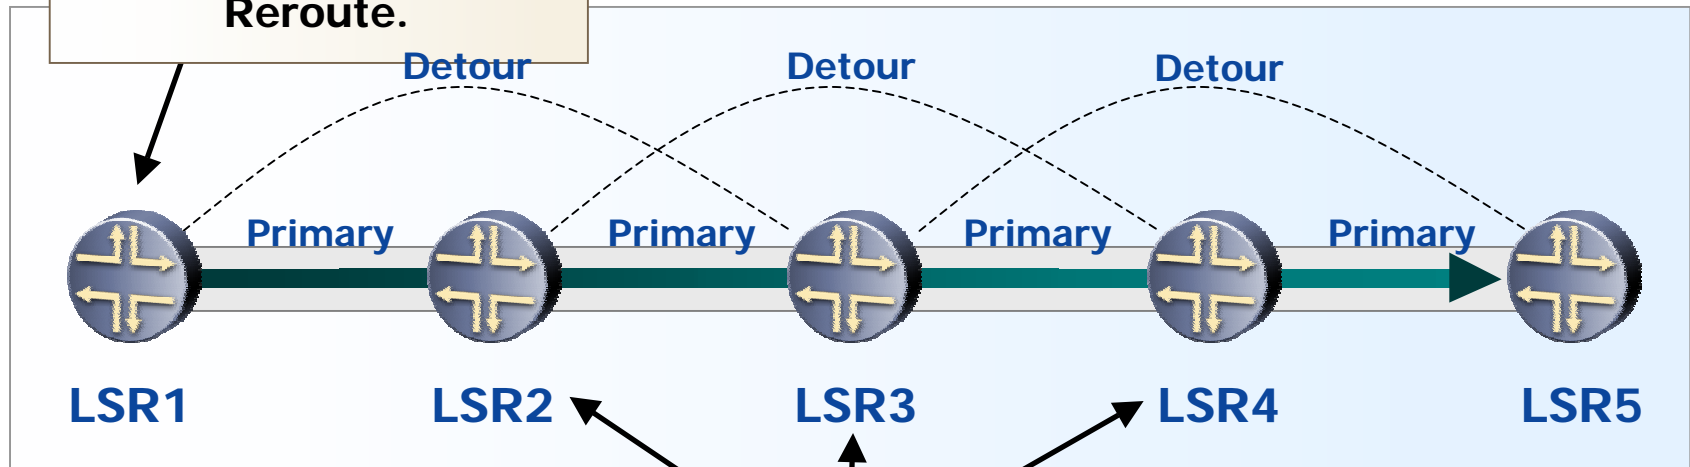 Reroute.
Detour
Detour
Detour
Primary
Primary
Primary
Primary
LSR1
LSR2
LSR3
LSR4
LSR5